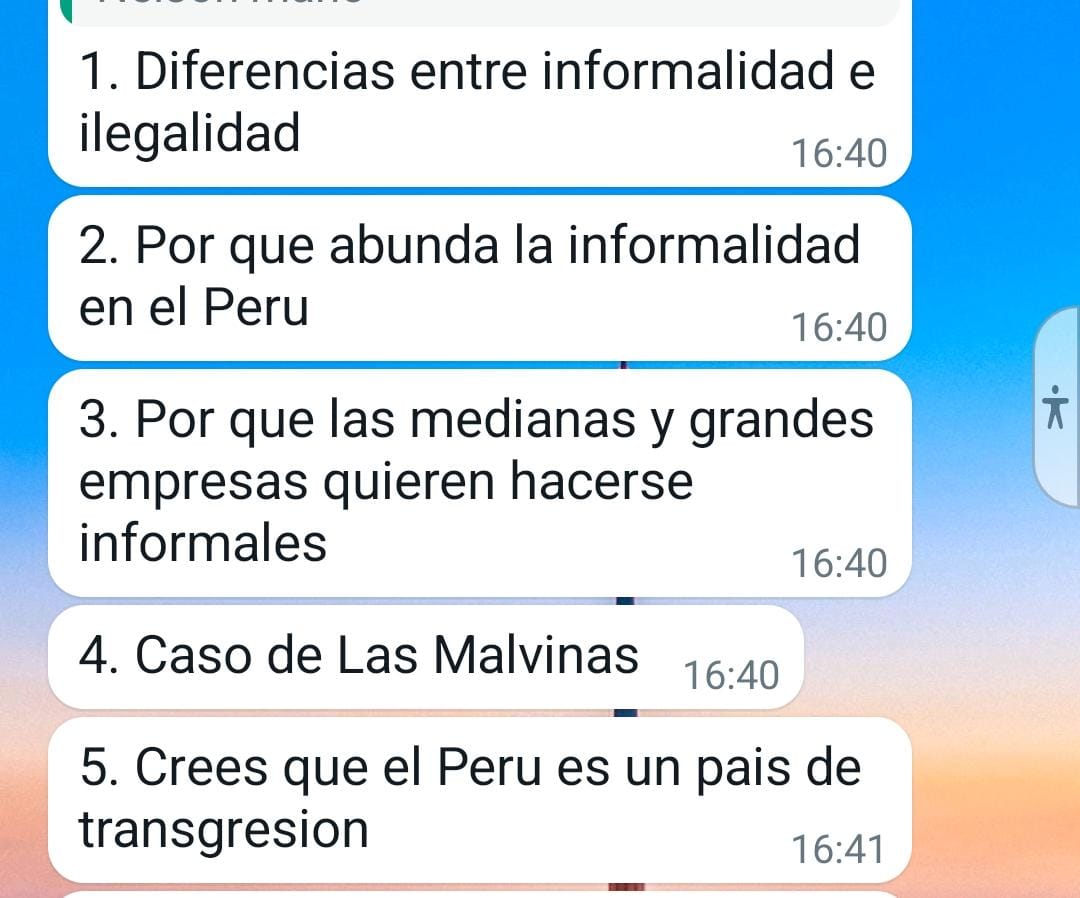 1. Diferencias entre informalidad e
ilegalidad
16:40
2. Por que abunda la informalidad
en el Peru
16:40
3. Por que las medianas y grandes
empresas quieren hacerse
informales
16:40
4. Caso de Las Malvinas
16:40
5. Crees que el Peru es un pais de
transgresion
16:41